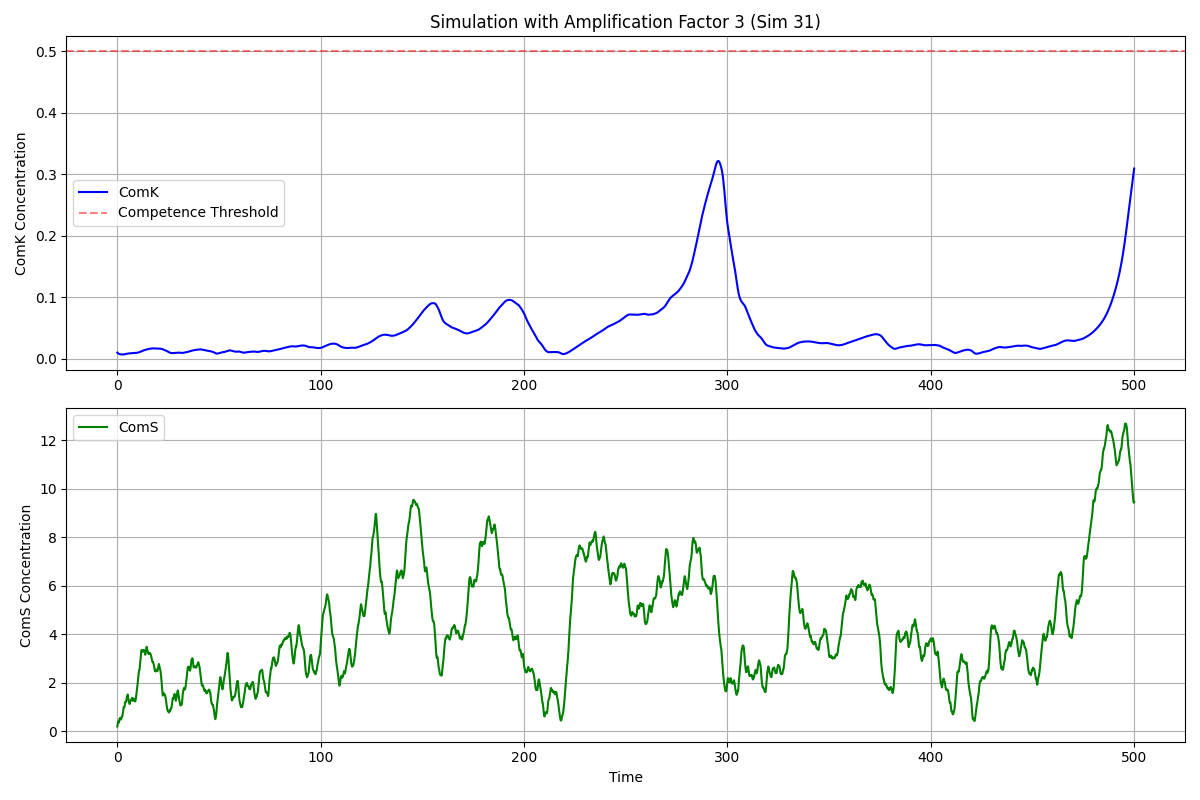 Simulation with Amplification Factor 3 (Sim 31)
ComK Concentration
0.5
0.4
0.3
0.2
0.1
0.0
ComK
Competence Threshold
0 100 200 300 400 500
ComS Concentration
12
10
8
6
4
2
0
ComS
0 100 200 300 400 500
Time